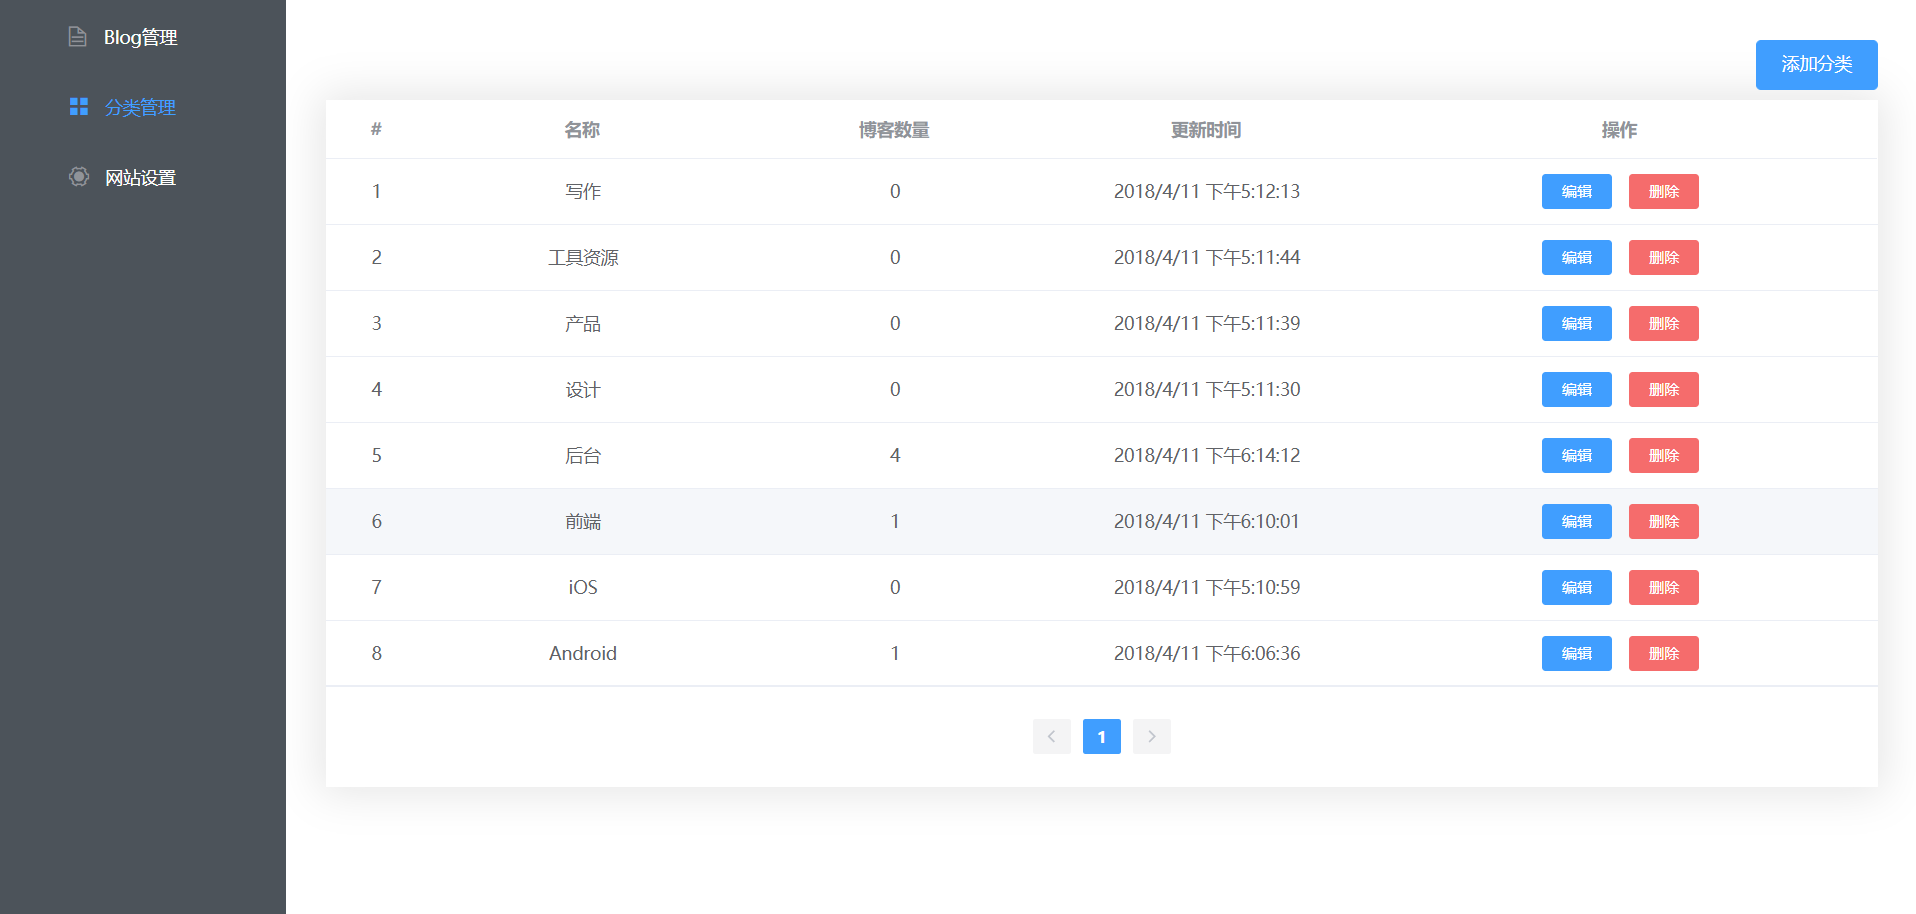 Blog管理
分类管理
网站设置
添加分类
# 名称 博客数量 更新时间 操作
1 写作 0 2018/4/11 下午5:12:13 编辑 删除
2 工具资源 0 2018/4/11 下午5:11:44 编辑 删除
3 产品 0 2018/4/11 下午5:11:39 编辑 删除
4 设计 0 2018/4/11 下午5:11:30 编辑 删除
5 后台 4 2018/4/11 下午6:14:12 编辑 删除
6 前端 1 2018/4/11 下午6:10:01 编辑 删除
7 iOS 0 2018/4/11 下午5:10:59 编辑 删除
8 Android 1 2018/4/11 下午6:06:36 编辑 删除
1